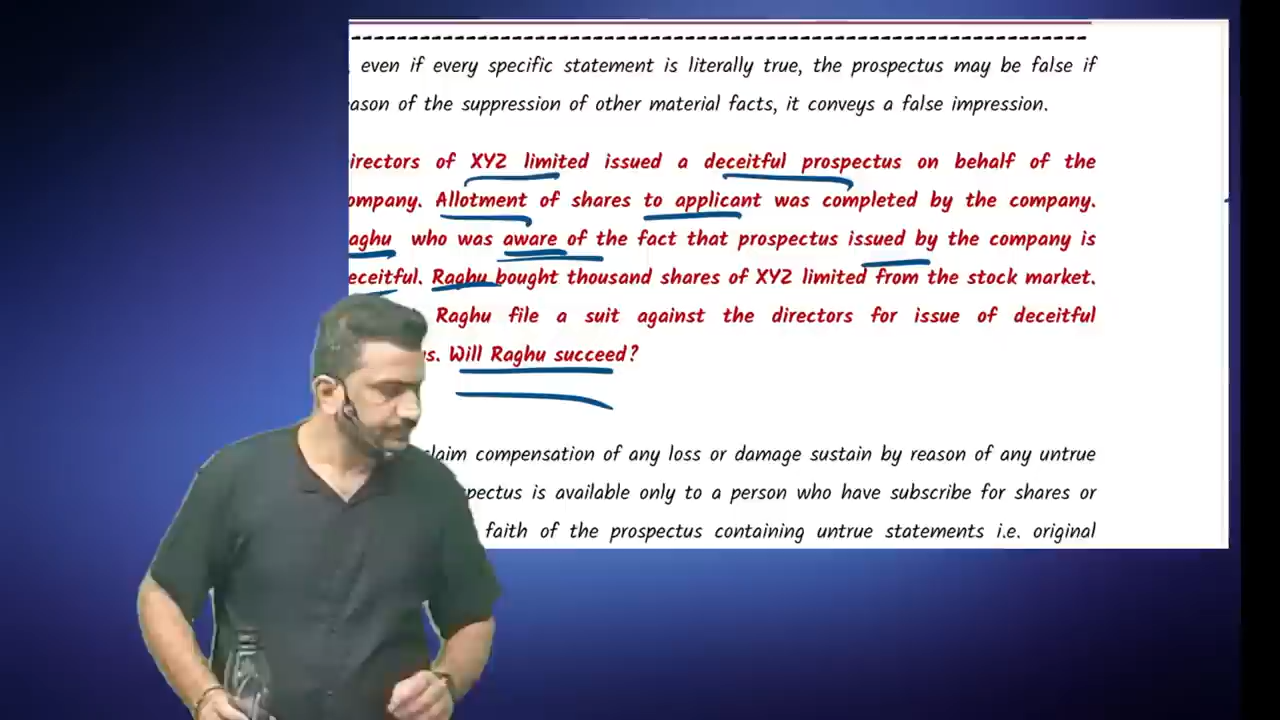 even if every specific statement is literally true, the prospectus may be false if
ason of the suppression of other material facts, it conveys a false impression.
irectors of XYZ limited issued a deceitful prospectus on behalf of the
ompany. Allotment of shares to applicant was completed by the company.
aghu who was aware of the fact that prospectus issued by the company is
eceitful. Raghu bought thousand shares of XYZ limited from the stock market.
Raghu file a suit against the directors for issue of deceitful
us. Will Raghu succeed?
claim compensation of any loss or damage sustain by reason of any untrue
spectus is available only to a person who have subscribe for shares or
faith of the prospectus containing untrue statements i.e. original